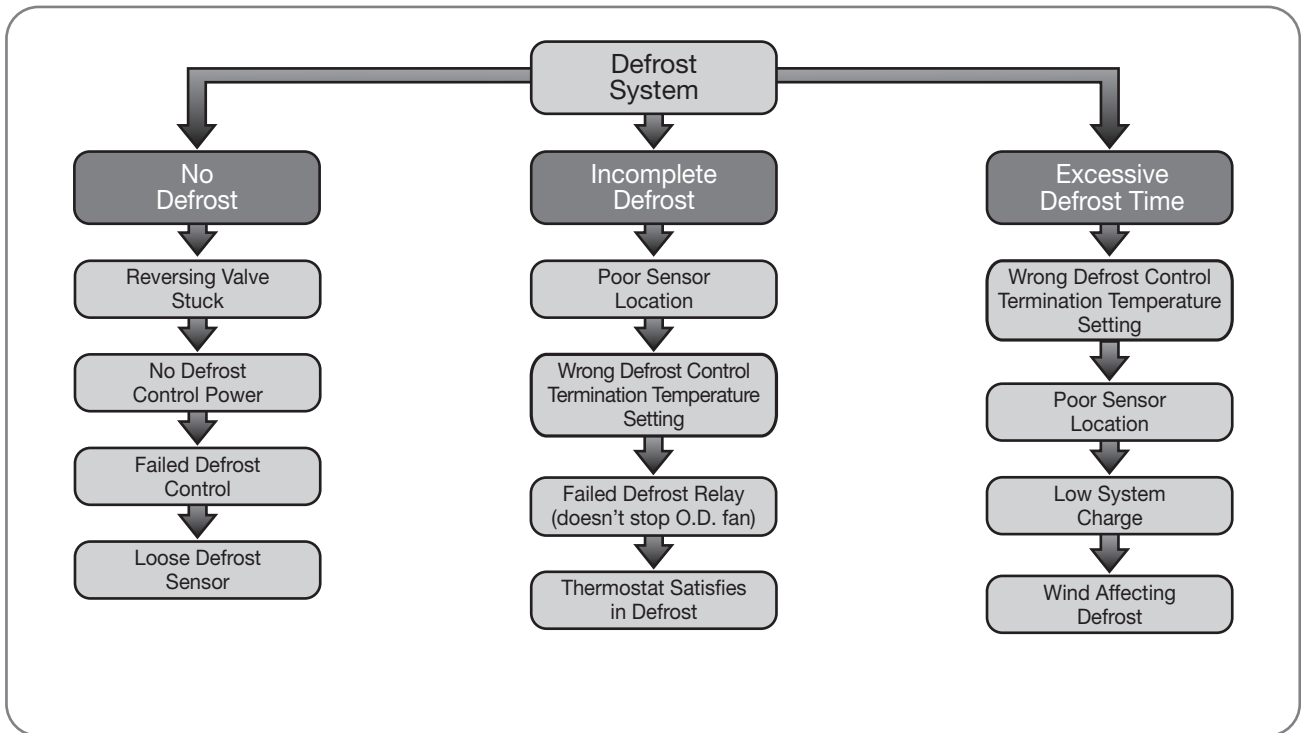 Defrost
System
No
Defrost
Reversing Valve
Stuck
No Defrost
Control Power
Failed Defrost
Control
Loose Defrost
Sensor
Incomplete
Defrost
Poor Sensor
Location
Wrong Defrost Control
Termination Temperature
Setting
Failed Defrost Relay
(doesn't stop O.D. fan)
Thermostat Satisfies
in Defrost
Excessive
Defrost Time
Wrong Defrost Control
Termination Temperature
Setting
Poor Sensor
Location
Low System
Charge
Wind Affecting
Defrost